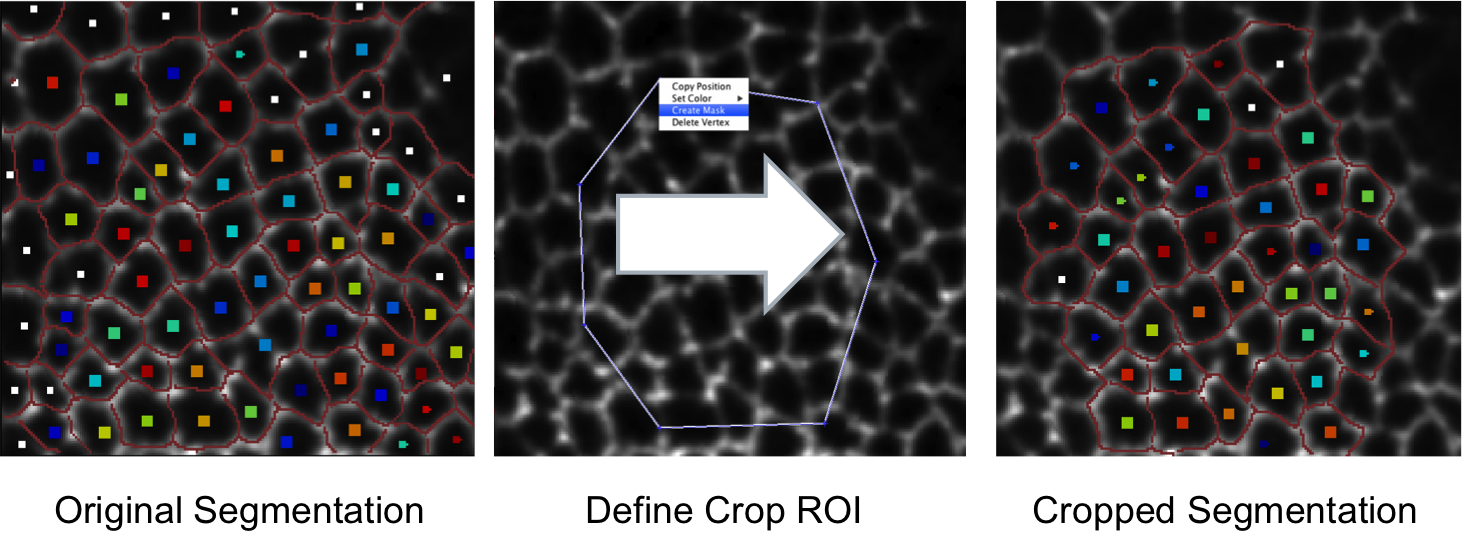 Copy Position
Set Color
Create Mask
Delete Vertex
Original Segmentation
Define Crop ROI
Cropped Segmentation